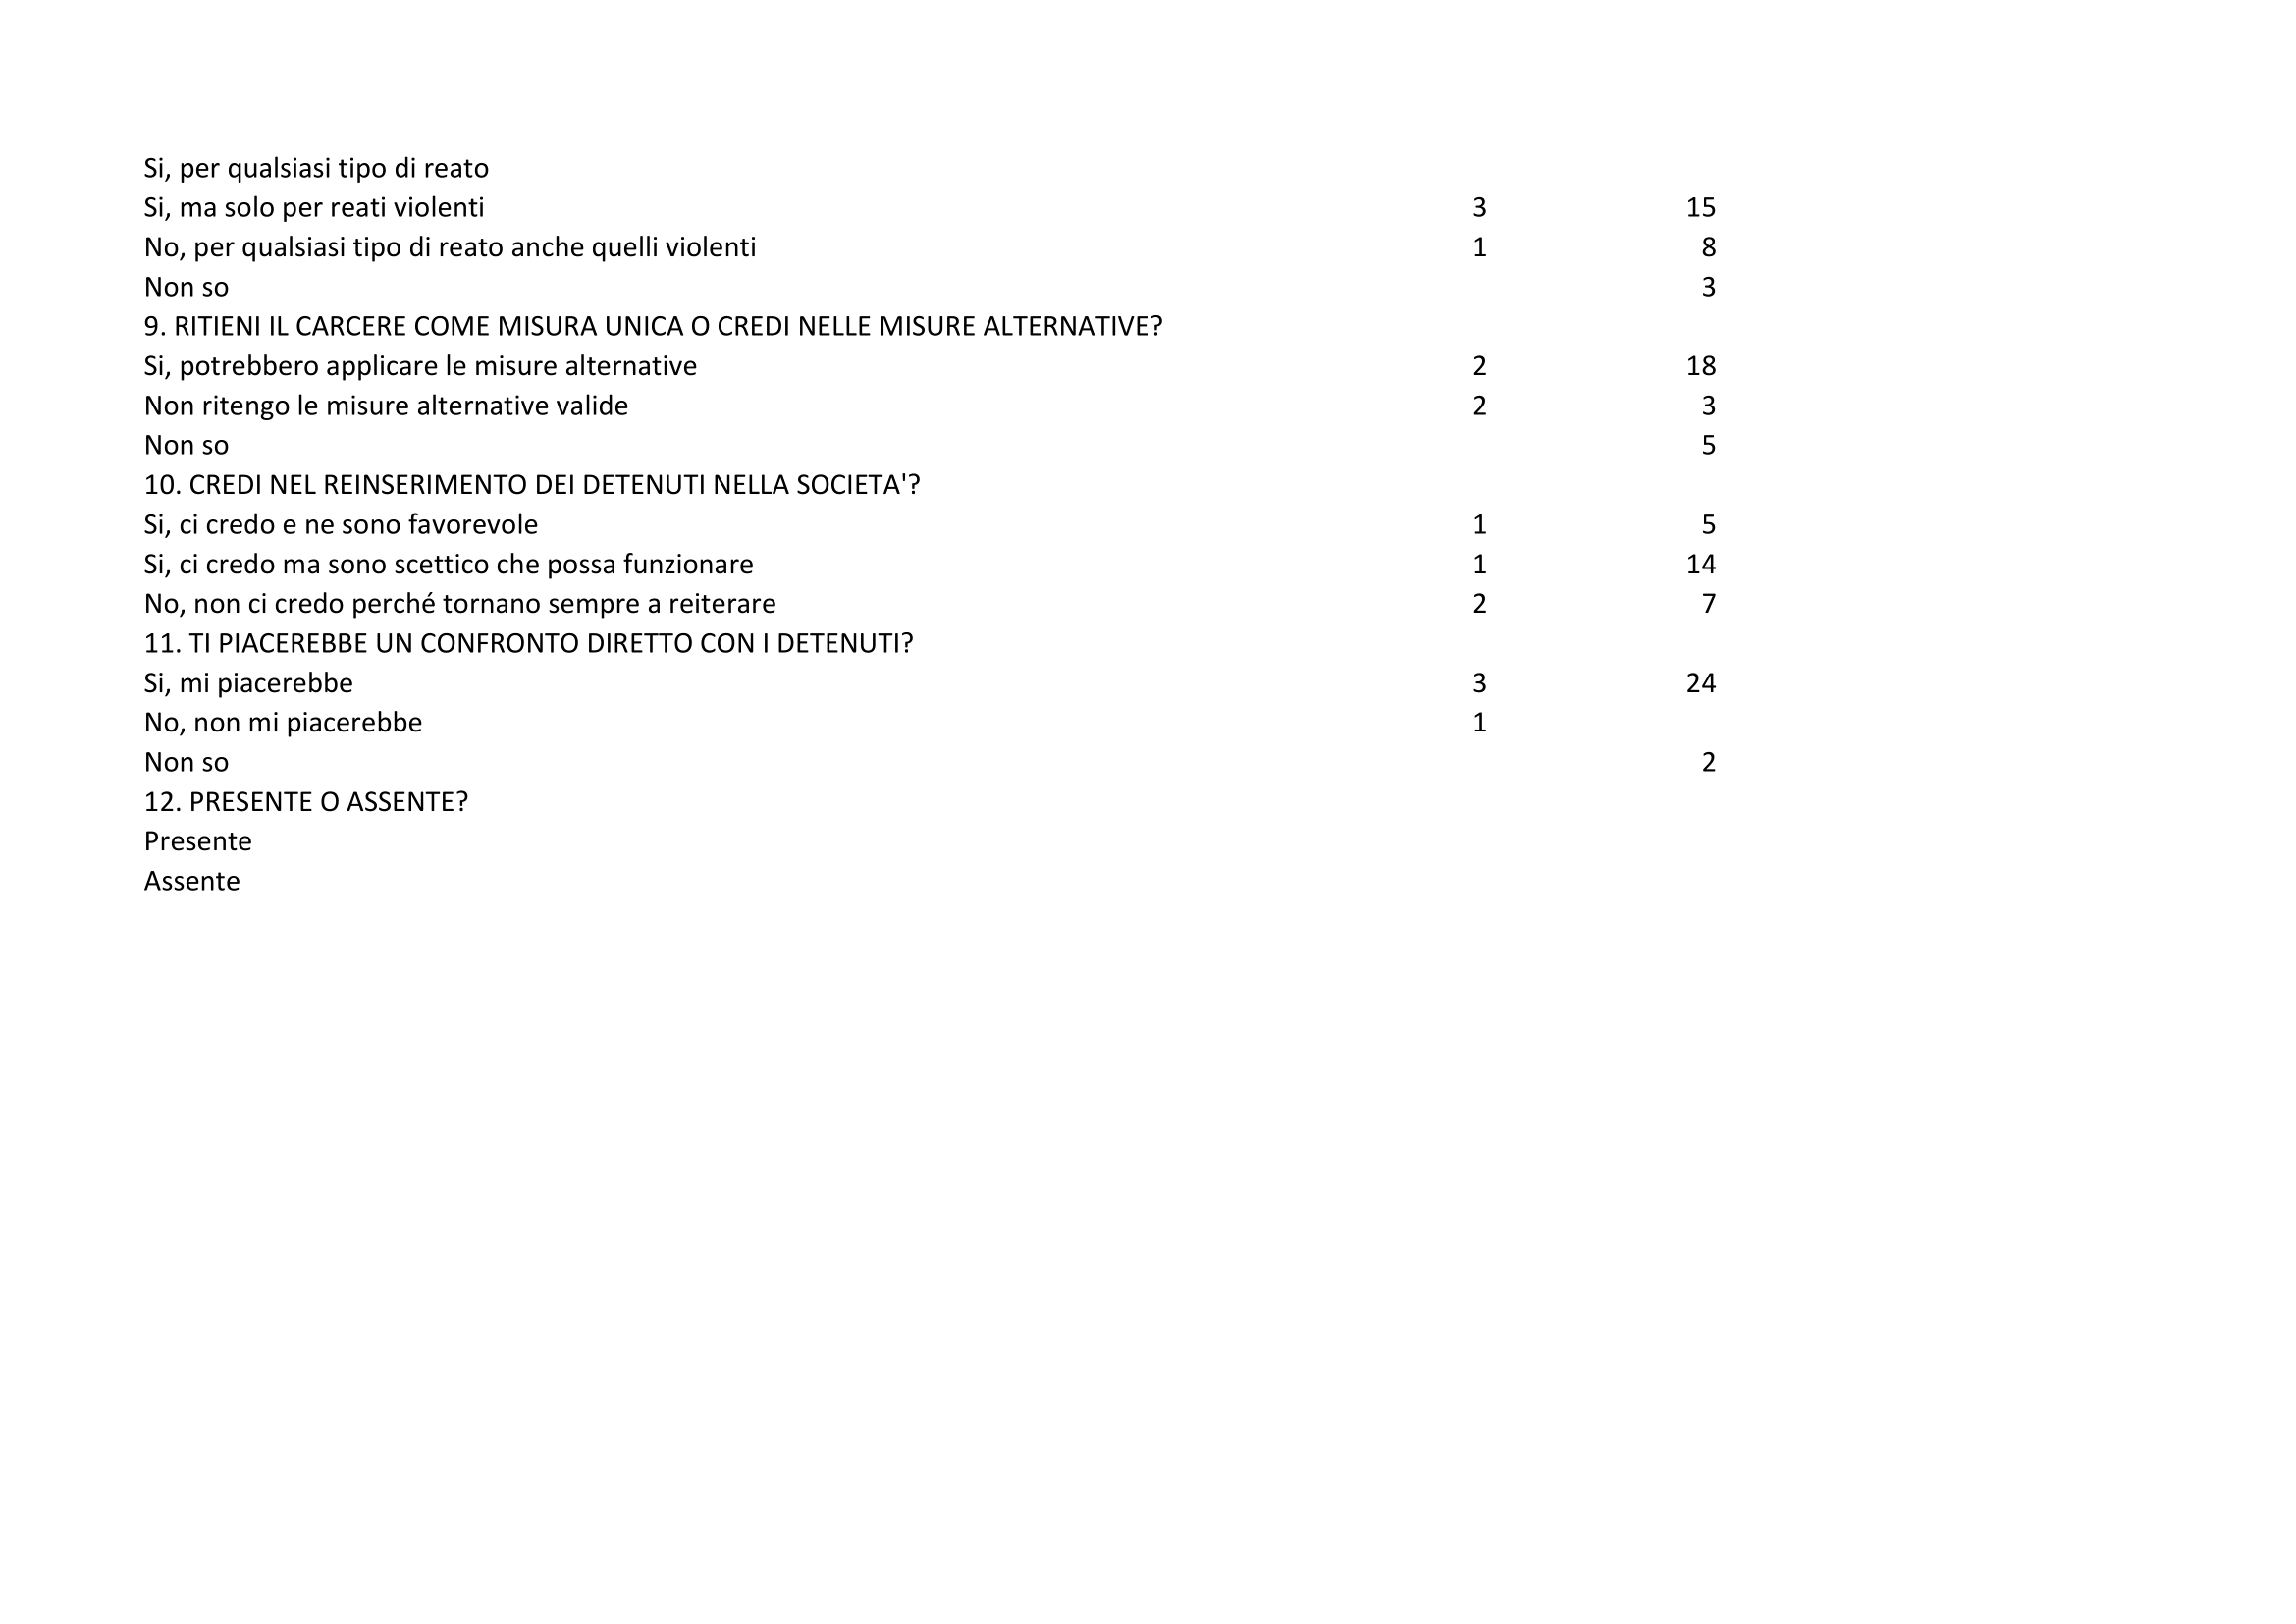 Si, per qualsiasi tipo di reato
Si, ma solo per reati violenti 3 15
No, per qualsiasi tipo di reato anche quelli violenti 1 8
Non so 3
9. RITIENI IL CARCERE COME MISURA UNICA O CREDI NELLE MISURE ALTERNATIVE?
Si, potrebbero applicare le misure alternative 2 18
Non ritengo le misure alternative valide 2 3
Non so 5
10. CREDI NEL REINSERIMENTO DEI DETENUTI NELLA SOCIETA'?
Si, ci credo e ne sono favorevole 1 5
Si, ci credo ma sono scettico che possa funzionare 1 14
No, non ci credo perché tornano sempre a reiterare 2 7
11. TI PIACEREBBE UN CONFRONTO DIRETTO CON I DETENUTI?
Si, mi piacerebbe 3 24
No, non mi piacerebbe 1
Non so 2
12. PRESENTE O ASSENTE?
Presente
Assente